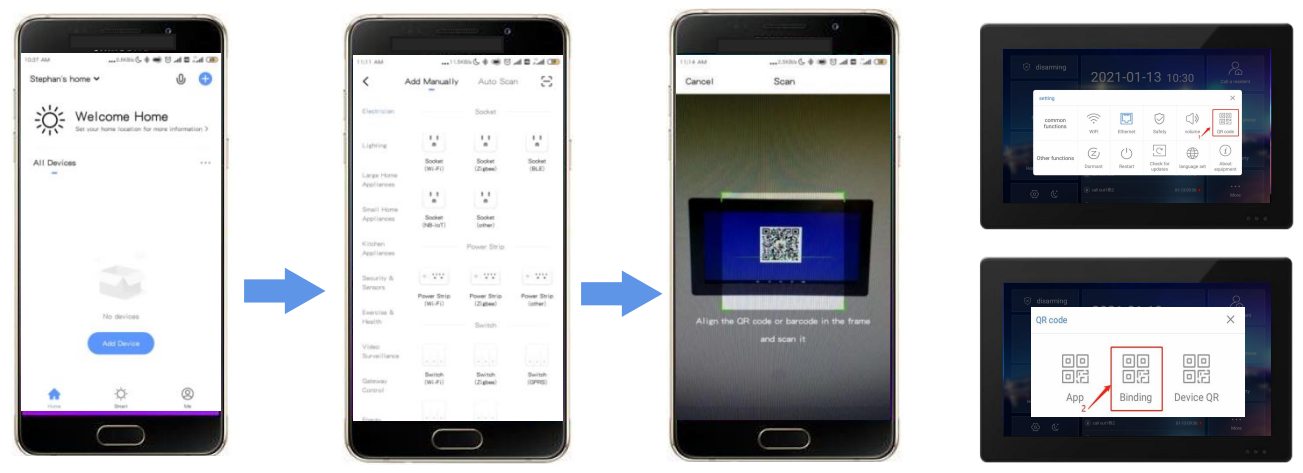 10:37 AM
Stephan's home
Welcome Home
Set your home location for more information >
All Devices
No devices
Add Device
Home
Smart
Me
11:11 AM
Add Manually
Auto Scan
Electrician
Socket
Lighting
Socket
(Wi-Fi)
Socket
(Zigbee)
Socket
(BLE)
Large Home
Appliances
Small Home
Appliances
Socket
(NB-IoT)
Socket
(other)
Kitchen
Appliances
Power Strip
Security &
Sensors
Power Strip
(Wi-Fi)
Power Strip
(Zigbee)
Power Strip
(other)
Exercise &
Health
Switch
Video
Surveillance
Switch
(Wi-Fi)
Switch
(Zigbee)
Switch
(GPRS)
Gateway
Control
Energy
11:14 AM
Cancel
Scan
Align the QR code or barcode in the frame
and scan it
disarming
2021-01-13 10:30
setting
common
functions
WIFI
Ethernet
Safety
volume
1
QR code
Other functions
Dormant
Restart
Check for
updates
language set
About
equipment
More
disarming
QR code
App
Binding
Device QR
2
More